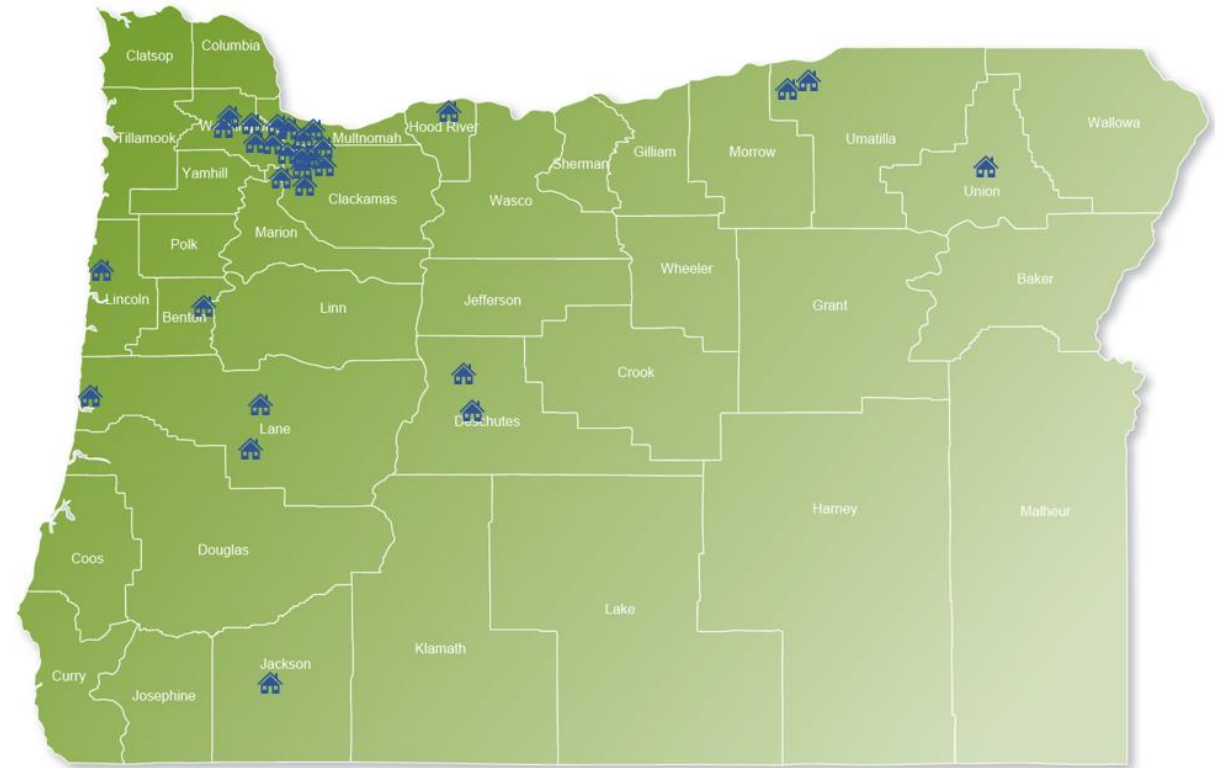 Clatsop
Columbia
Tillamook
Multnomah
Hood River
Wallowa
Umatilla
Morrow
Gilliam
Sherman
Yamhill
Union
Clackamas
Wasco
Marion
Polk
Wheeler
Baker
Lincoln
Jefferson
Grant
Linn
Benton
Crook
Deschutes
Lane
Harney
Malheur
Douglas
Coos
Lake
Klamath
Jackson
Curry
Josephine